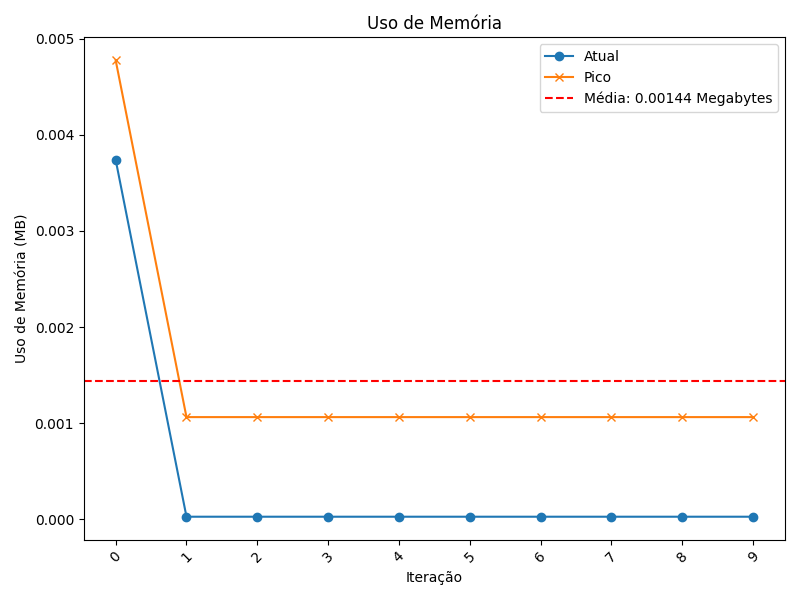 Uso de Memória
Atual
Pico
Média: 0.00144 Megabytes
Uso de Memória (MB)
0.005
0.004
0.003
0.002
0.001
0.000
0 1 2 3 4 5 6 7 8 9
Iteração